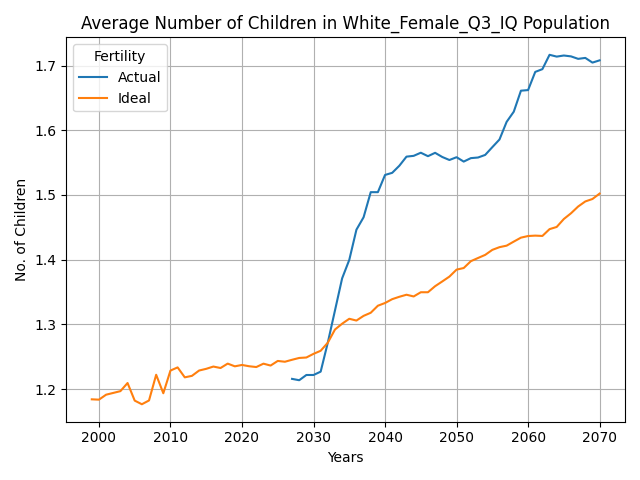 Average Number of Children in White_Female_Q3_IQ Population
Fertility
Actual
Ideal
No. of Children
1.7
1.6
1.5
1.4
1.3
1.2
2000 2010 2020 2030 2040 2050 2060 2070
Years